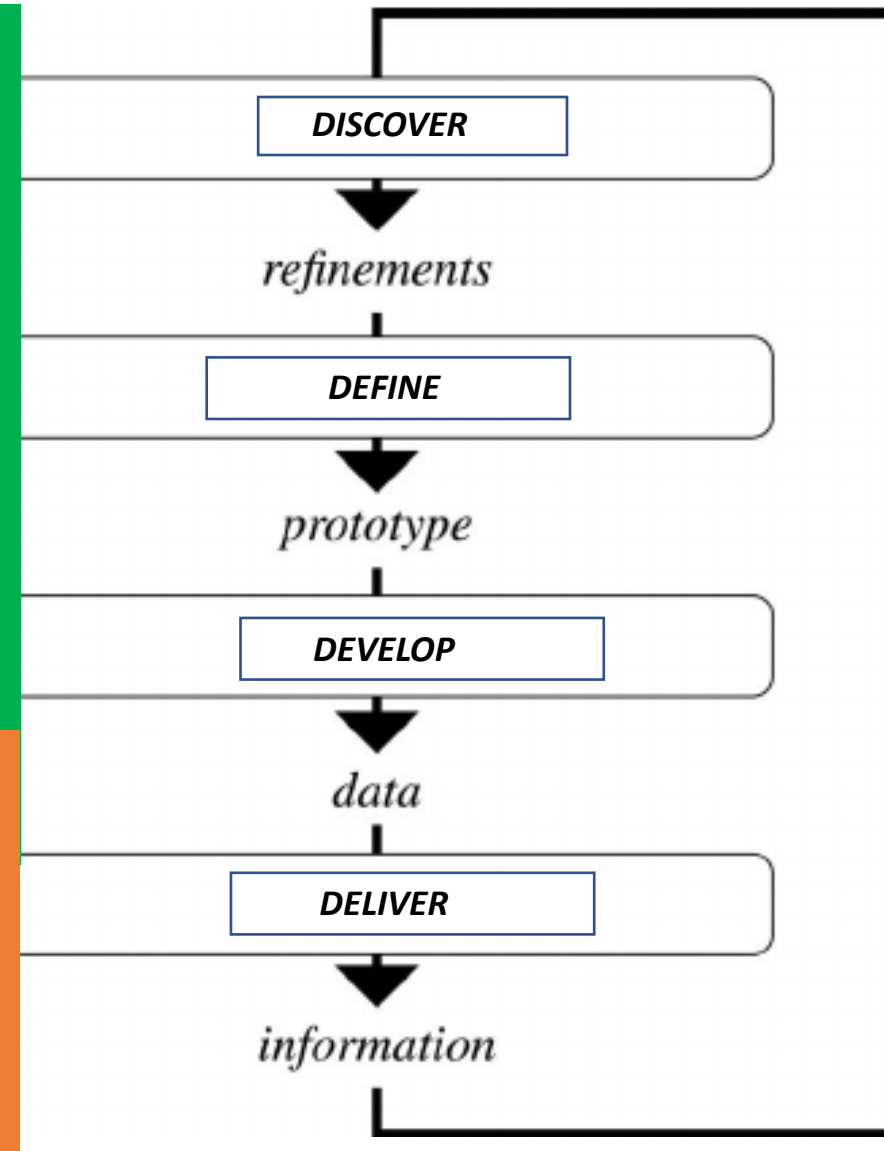 DISCOVER
refinements
DEFINE
prototype
DEVELOP
data
DELIVER
information